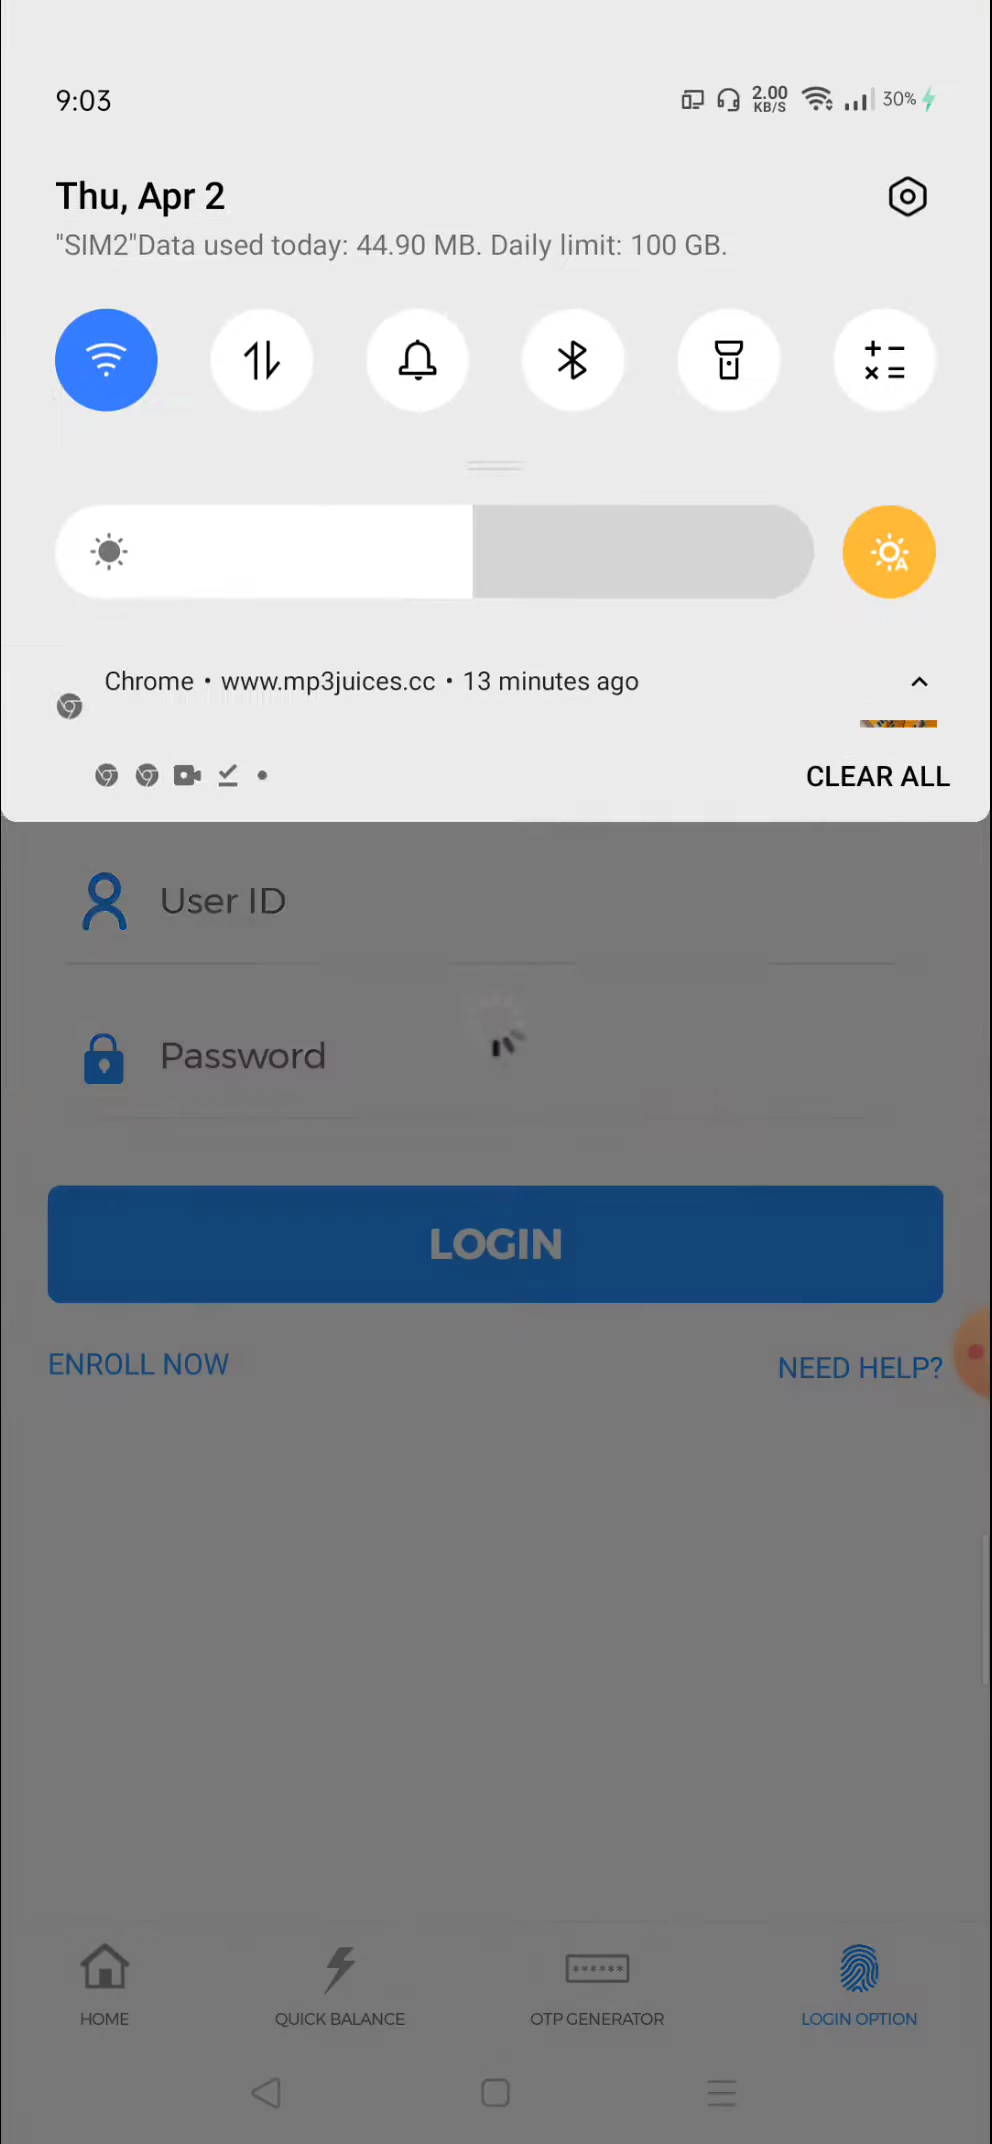 9:03
2.00
KB/S
30%
Thu, Apr 2
"SIM2"Data used today: 44.90 MB. Daily limit: 100 GB.
Chrome • www.mp3juices.cc • 13 minutes ago
CLEAR ALL
User ID
Password
LOGIN
ENROLL NOW
NEED HELP?
HOME
QUICK BALANCE
OTP GENERATOR
LOGIN OPTION